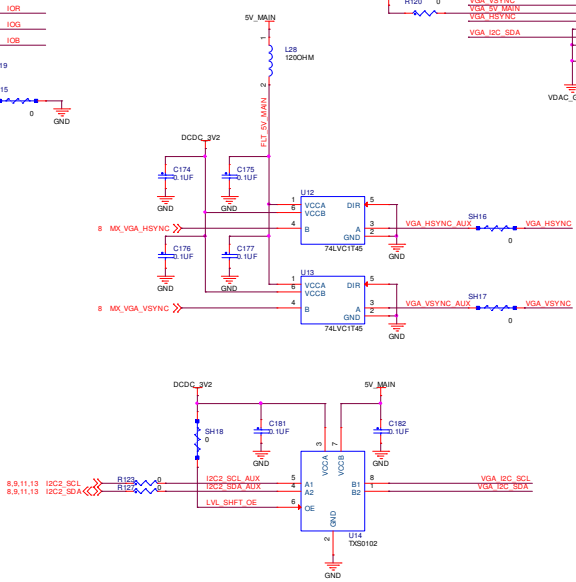 IOR
IOG
IOB
19
15
0
GND
R120 0
VGA_VSYNC
VGA_5V_MAIN
VGA_HSYNC
VGA_I2C_SDA
VDAC_G
5V_MAIN
1
L28
120OHM
2
FLT_5V_MAIN
DCDC_3V2
C174
0.1UF
GND
C175
0.1UF
GND
U12
1 VCCA
6 VCCB
4 B
DIR 5
A 3
GND 2
74LVC1T45
GND
8 MX_VGA_HSYNC
VGA_HSYNC_AUX
SH16
0
VGA_HSYNC
C176
0.1UF
GND
C177
0.1UF
GND
U13
1 VCCA
6 VCCB
4 B
DIR 5
A 3
GND 2
74LVC1T45
GND
8 MX_VGA_VSYNC
VGA_VSYNC_AUX
SH17
0
VGA_VSYNC
DCDC_3V2
SH18
0
C181
0.1UF
GND
5V_MAIN
C182
0.1UF
GND
3 7
VCCA VCCB
8,9,11,13 I2C2_SCL
R123 0
I2C2_SCL_AUX
5 A1
B1 8
VGA_I2C_SCL
8,9,11,13 I2C2_SDA
0
I2C2_SDA_AUX
4 A2
B2 1
VGA_I2C_SDA
LVL_SHFT_OE
6 OE
GND
2
U14
TXS0102
GND